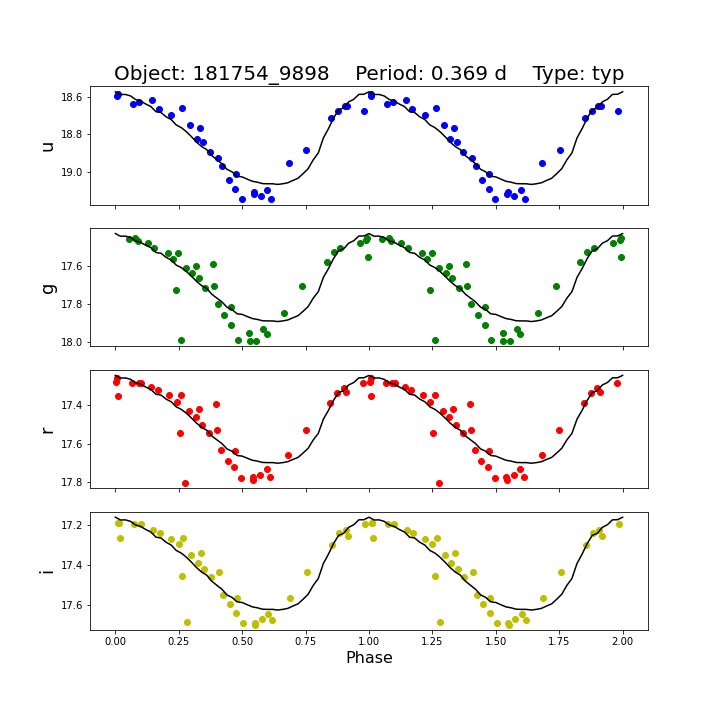 Object: 181754_9898    Period: 0.369 d    Type: typ
18.6
18.8
19.0
u
17.6
17.8
18.0
g
17.4
17.6
17.8
r
17.2
17.4
17.6
i
0.00 0.25 0.50 0.75 1.00 1.25 1.50 1.75 2.00
Phase